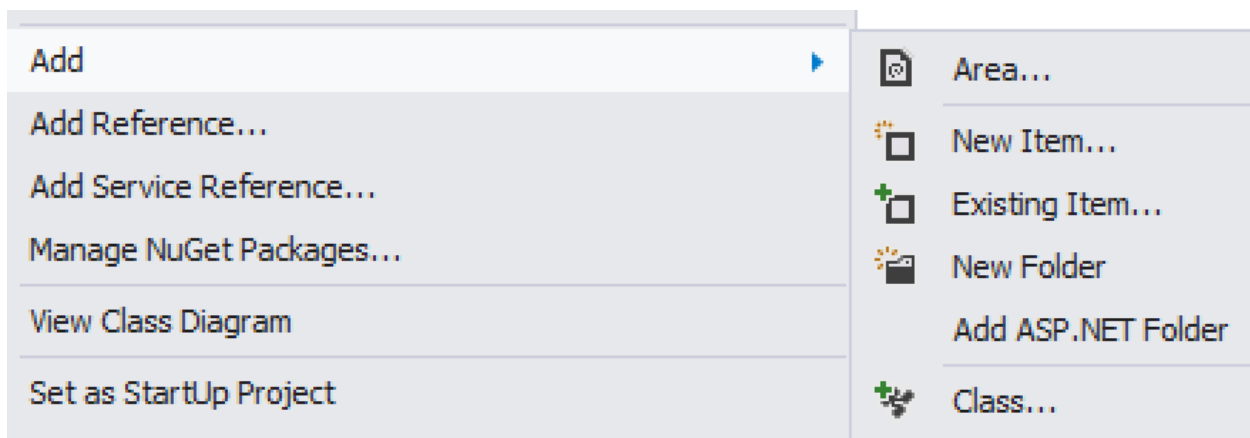 Add
Add Reference...
Add Service Reference...
Manage NuGet Packages...
View Class Diagram
Set as StartUp Project
Area...
New Item...
Existing Item...
New Folder
Add ASP.NET Folder
Class...